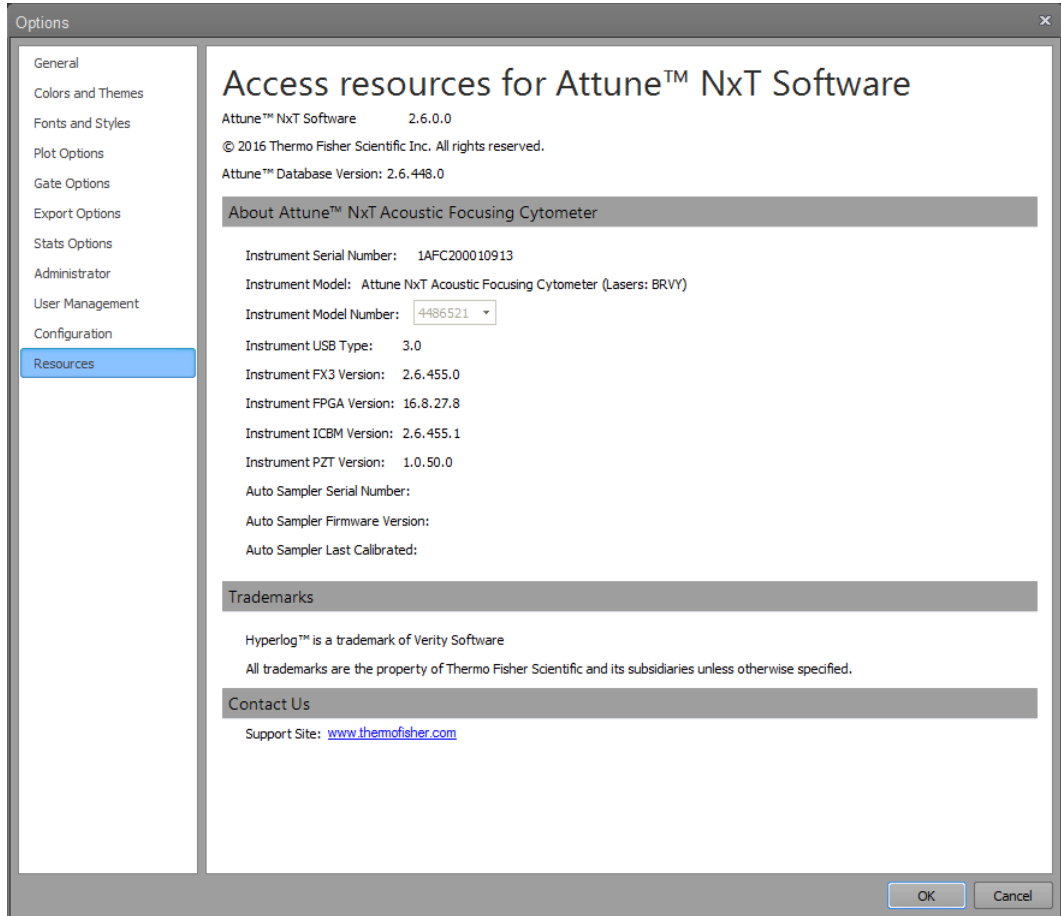 Options
General
Colors and Themes
Fonts and Styles
Plot Options
Gate Options
Export Options
Stats Options
Administrator
User Management
Configuration
Resources
Access resources for Attune™ NxT Software
Attune™ NxT Software 2.6.0.0
© 2016 Thermo Fisher Scientific Inc. All rights reserved.
Attune™ Database Version: 2.6.448.0
About Attune™ NxT Acoustic Focusing Cytometer
Instrument Serial Number: 1AFC200010913
Instrument Model: Attune NxT Acoustic Focusing Cytometer (Lasers: BRVY)
Instrument Model Number: 4486521
Instrument USB Type: 3.0
Instrument FX3 Version: 2.6.455.0
Instrument FPGA Version: 16.8.27.8
Instrument ICBM Version: 2.6.455.1
Instrument PZT Version: 1.0.50.0
Auto Sampler Serial Number:
Auto Sampler Firmware Version:
Auto Sampler Last Calibrated:
Trademarks
Hyperlog™ is a trademark of Verity Software
All trademarks are the property of Thermo Fisher Scientific and its subsidiaries unless otherwise specified.
Contact Us
Support Site: www.thermofisher.com
OK Cancel